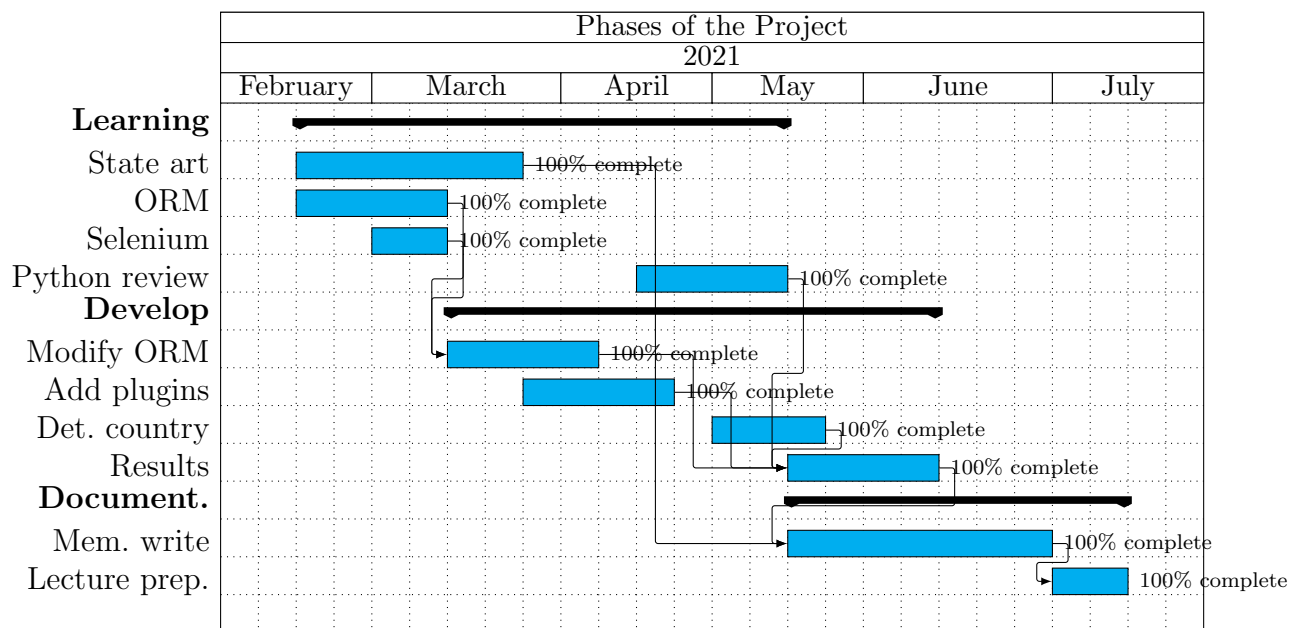 Phases of the Project
2021
February March April May June July
Learning
State art 100% complete
ORM 100% complete
Selenium 100% complete
Python review 100% complete
Develop
Modify ORM 100% complete
Add plugins 100% complete
Det. country 100% complete
Results 100% complete
Document.
Mem. write 100% complete
Lecture prep. 100% complete